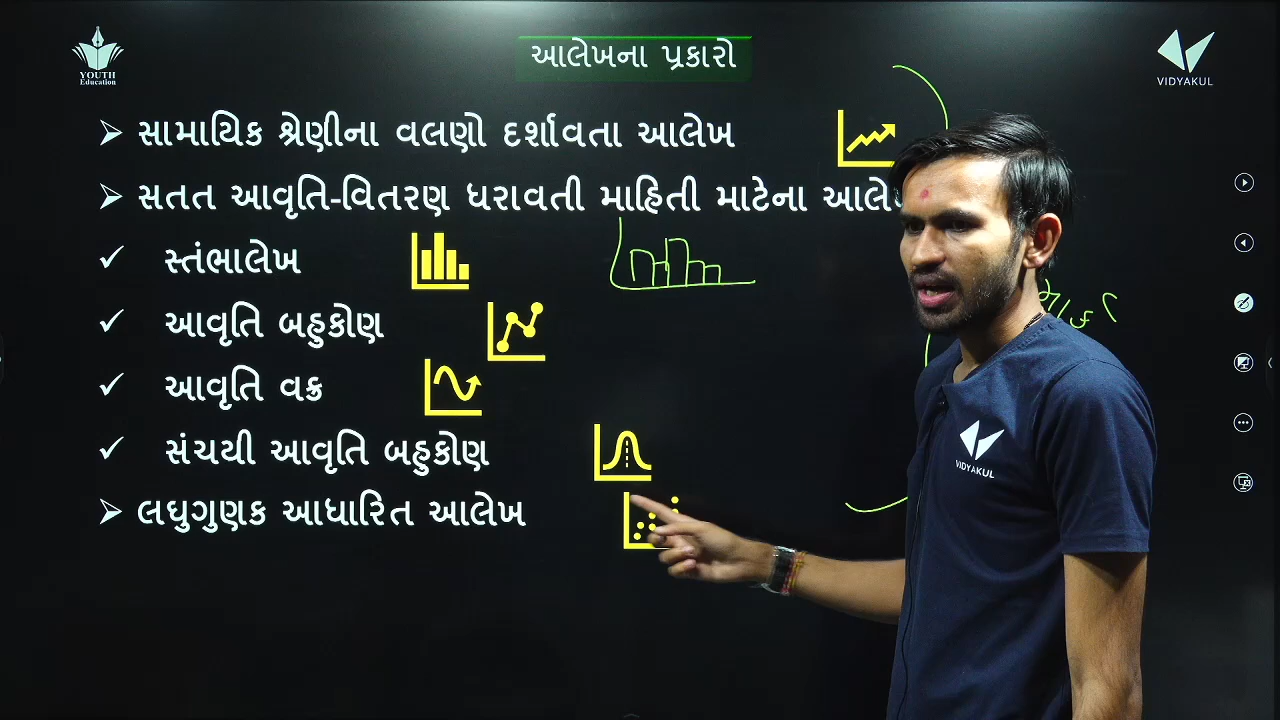 YOUTH
Education
આલેખના પ્રકારો
VIDYAKUL
➢ સામાયિક શ્રેણીના વલણો દર્શાવતા આલેખ
➢ સતત આવૃતિ-વિતરણ ધરાવતી માહિતી માટેના
✓ સ્તંભાલેખ
✓ આવૃતિ બહુકોણ
✓ આવૃતિ વક્ર
✓ સંચયી આવૃતિ બહુકોણ
➢ લઘુગુણક આધારિત આલેખ
VIDYAKUL